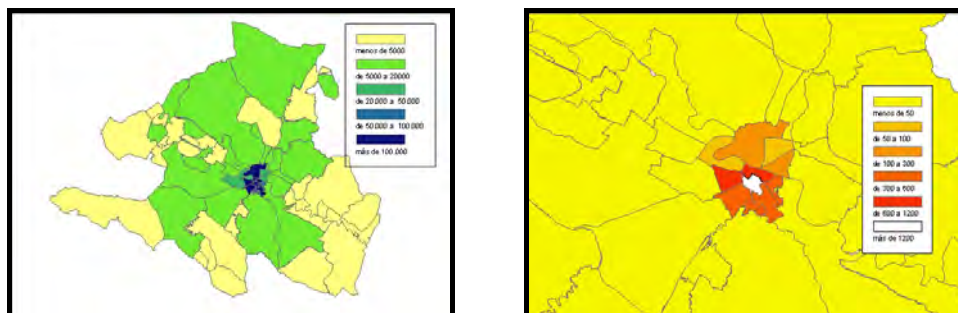 menos de 5000
de 5000 a 20000
de 20.000 a 50.000
de 50.000 a 100.000
más de 100.000
menos de 50
de 50 a 100
de 100 a 300
de 300 a 600
de 600 a 1200
más de 1200